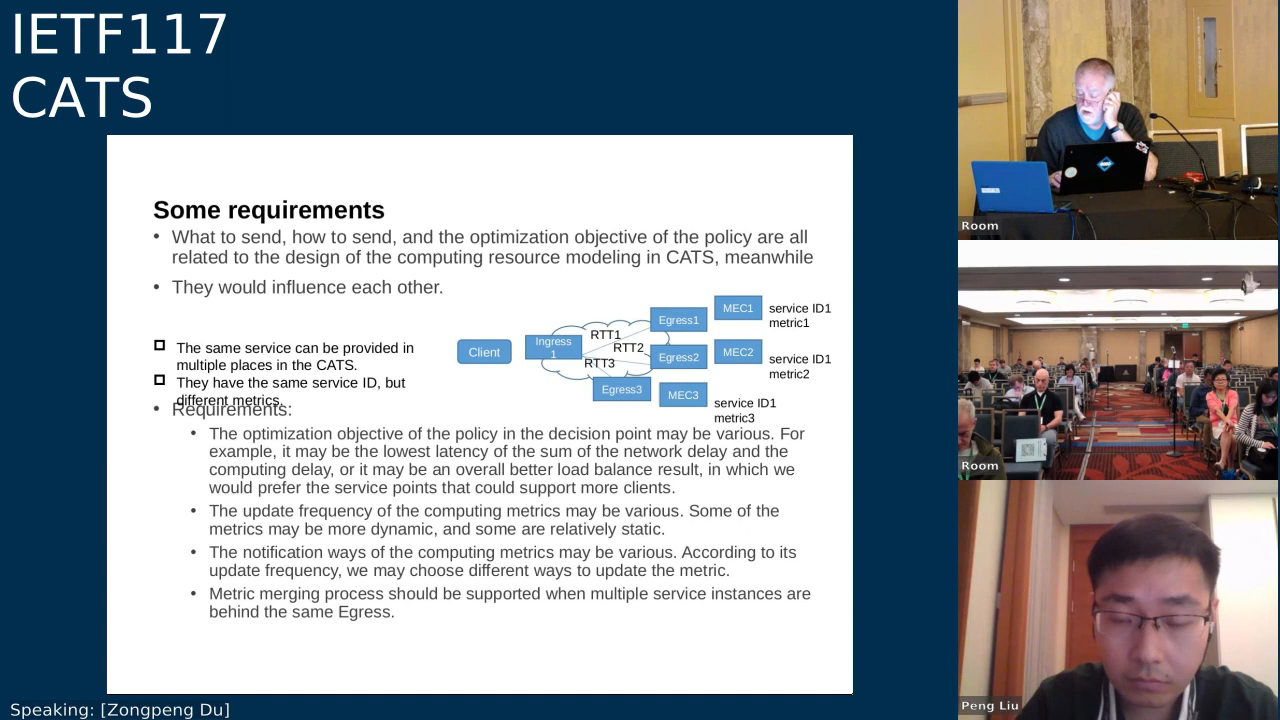 IETF117
CATS
Some requirements
• What to send, how to send, and the optimization objective of the policy are all
related to the design of the computing resource modeling in CATS, meanwhile
• They would influence each other.
The same service can be provided in
multiple places in the CATS.
They have the same service ID, but
different metrics.
Client
Ingress
1
RTT1
RTT2
RTT3
Egress1
Egress2
Egress3
MEC1
service ID1
metric1
MEC2
service ID1
metric2
MEC3
service ID1
metric3
• Requirements:
• The optimization objective of the policy in the decision point may be various. For
example, it may be the lowest latency of the sum of the network delay and the
computing delay, or it may be an overall better load balance result, in which we
would prefer the service points that could support more clients.
• The update frequency of the computing metrics may be various. Some of the
metrics may be more dynamic, and some are relatively static.
• The notification ways of the computing metrics may be various. According to its
update frequency, we may choose different ways to update the metric.
• Metric merging process should be supported when multiple service instances are
behind the same Egress.
Speaking: [Zongpeng Du]
Room
Room
Peng Liu